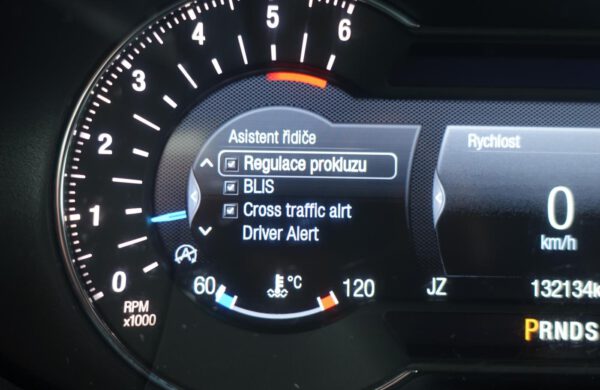 6
5
4
3
2
1
0
RPM
x1000
Asistent řidiče
Regulace prokluzu
BLIS
Cross traffic alrt
Driver Alert
60
°C
120
Rychlost
0
km/h
JZ
132134k
PRNDS